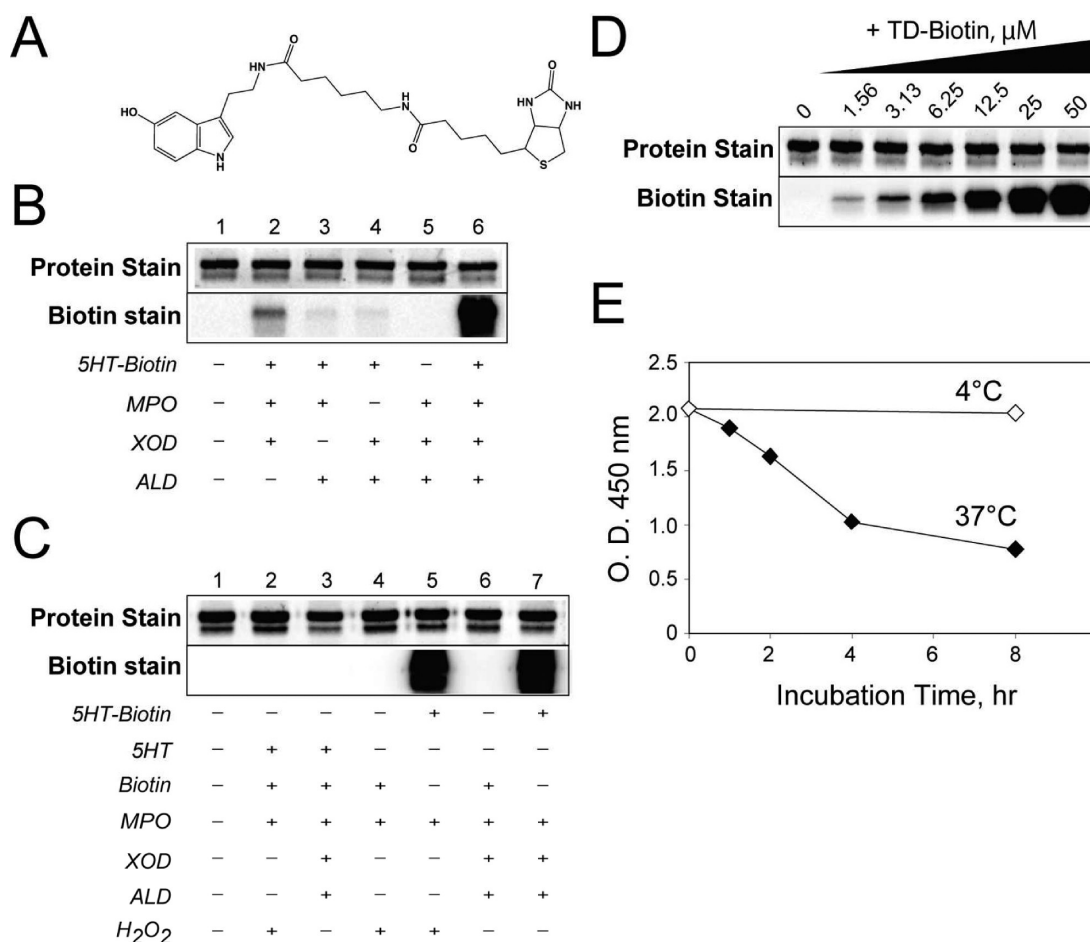 A
O
NH
O
HN
NH
HO
N
H
O
S
B
1 2 3 4 5 6
Protein Stain
Biotin stain
5HT-Biotin − + + + − +
MPO − + + − + +
XOD − + − + + +
ALD − − + + + +
C
1 2 3 4 5 6 7
Protein Stain
Biotin stain
5HT-Biotin − − − − + − +
5HT − + + − − − −
Biotin − + + + − + −
MPO − + + + + + +
XOD − − + − − + +
ALD − − + − − + +
H2O2 − + − + + − −
D
+ TD-Biotin, µM
0 1.56 3.13 6.25 12.5 25 50
Protein Stain
Biotin Stain
E
2.5
2.0
1.5
1.0
0.5
0
O. D. 450 nm
4°C
37°C
0 2 4 6 8
Incubation Time, hr